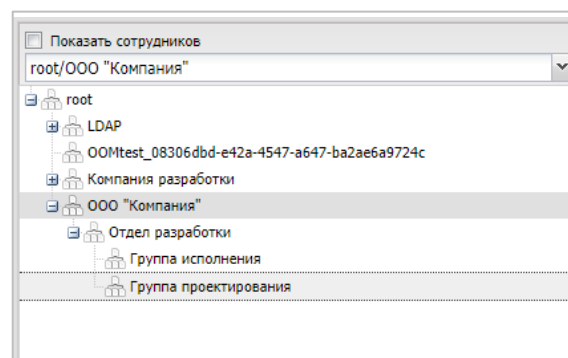 Показать сотрудников
root/ООО "Компания"
root
LDAP
OOMtest_08306dbd-e42a-4547-a647-ba2ae6a9724c
Компания разработки
ООО "Компания"
Отдел разработки
Группа исполнения
Группа проектирования